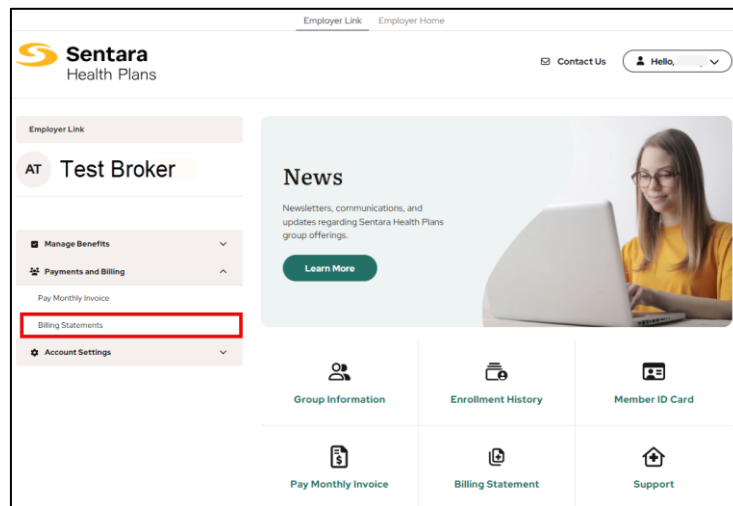 Employer Link Employer Home
Sentara
Health Plans
Contact Us
Hello,
Employer Link
AT Test Broker
News
Newsletters, communications, and
updates regarding Sentara Health Plans
group offerings.
Learn More
Manage Benefits
Payments and Billing
Pay Monthly Invoice
Billing Statements
Account Settings
Group Information
Enrollment History
Member ID Card
Pay Monthly Invoice
Billing Statement
Support